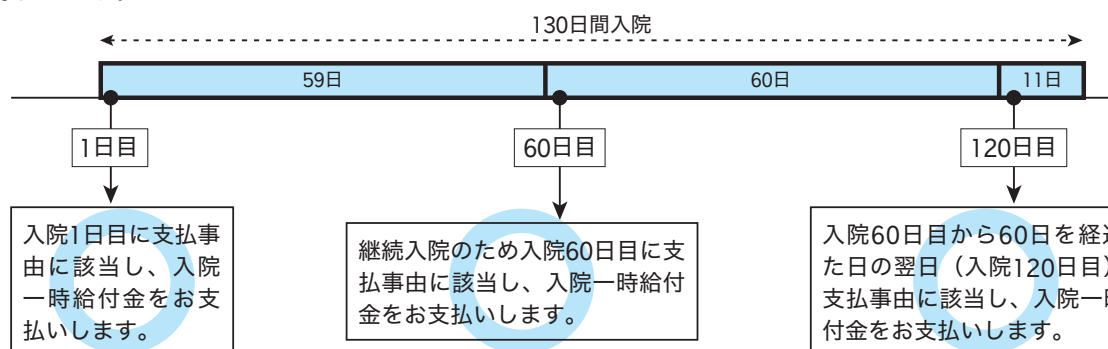 130日間入院
59日
60日
11日
1日目
60日目
120日目
入院1日目に支払事
由に該当し、入院
一時給付金をお支
払いします。
継続入院のため入院60日目に支
払事由に該当し、入院一時給付
金をお支払いします。
入院60日目から60日を経
た日の翌日（入院120日目）
支払事由に該当し、入院一
付金をお支払いします。